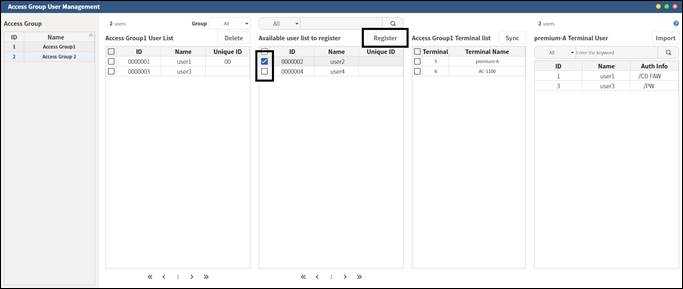 Access Group User Management
Access Group
ID Name
1 Access Group1
2 Access Group 2
2 users Group All
Access Group1 User List Delete
ID Name Unique ID
0000001 user1 00
0000003 user3
1
All
Available user list to register Register
ID Name Unique ID
0000002 user2
0000004 user4
1
Access Group1 Terminal list Sync
Terminal Terminal Name
5 premium-A
6 AC-1100
2 users
premium-A Terminal User Import
All Enter the keyword
ID Name Auth Info
1 user1 /CD FAW
3 user3 /PW